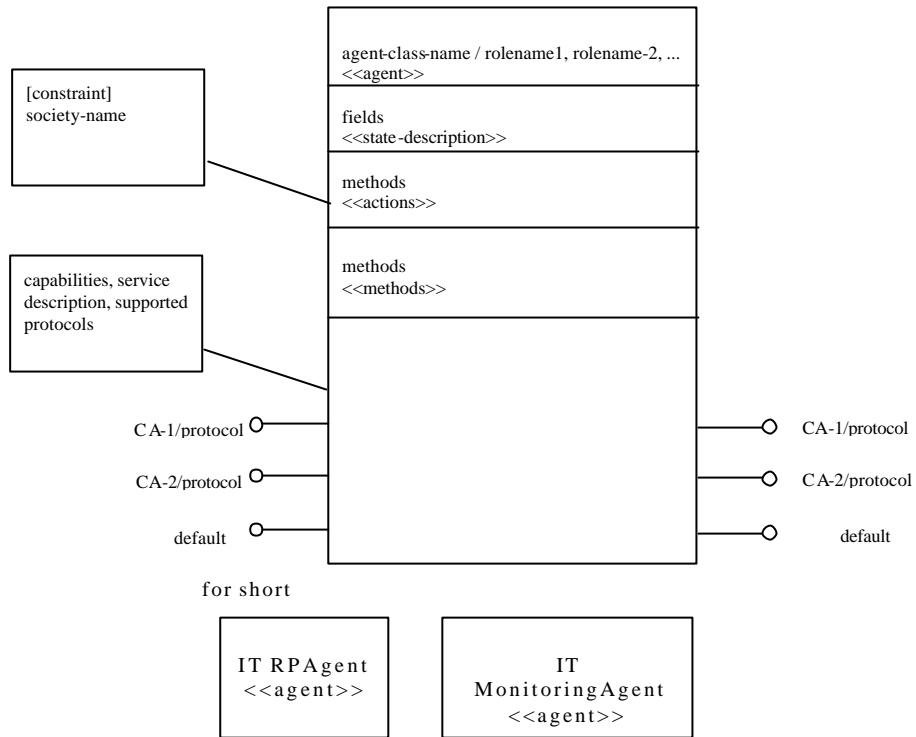 agent-class-name / rolename1, rolename-2, ...
<<agent>>
[constraint]
society-name
fields
<<state-description>>
methods
<<actions>>
capabilities, service
description, supported
protocols
methods
<<methods>>
CA-1/protocol
CA-1/protocol
CA-2/protocol
CA-2/protocol
default
default
for short
IT RPAgent
<<agent>>
IT
MonitoringAgent
<<agent>>